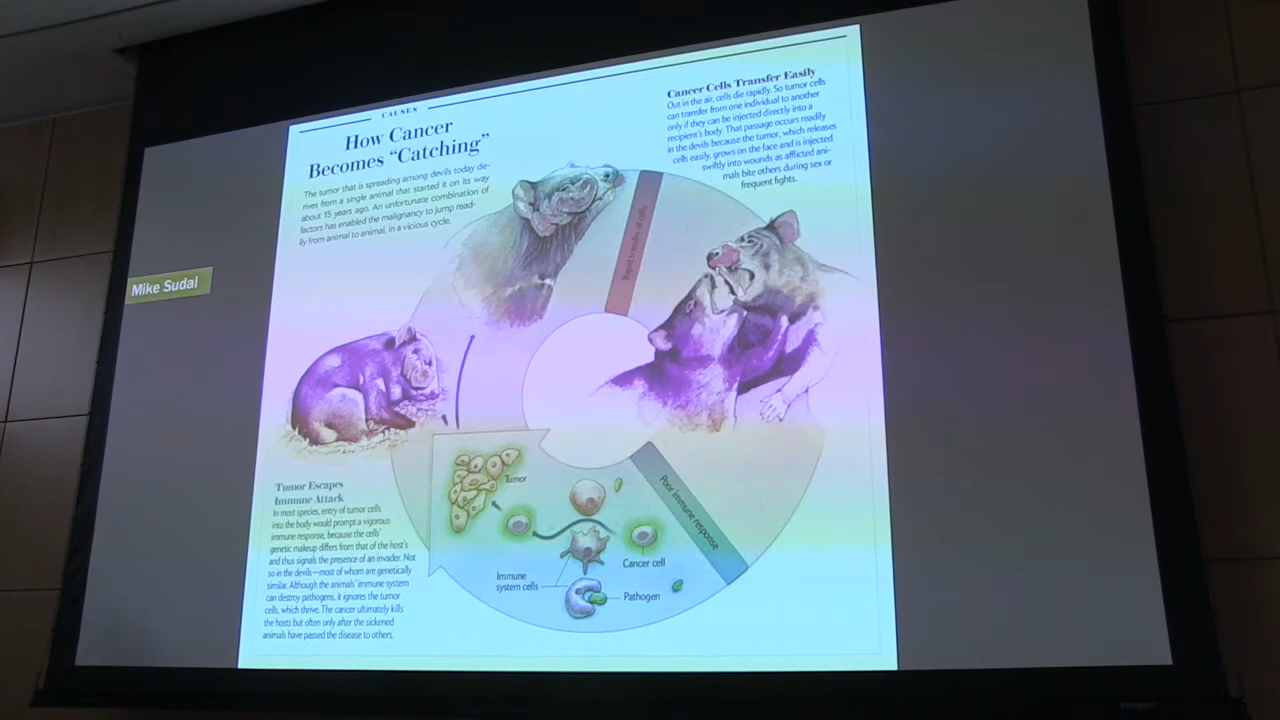 CAUSES
How Cancer
Becomes “Catching”
The tumor that is spreading among devils today de-
rives from a single animal that started it on its way
about 15 years ago. An unfortunate combination of
factors has enabled the malignancy to jump read-
ily from animal to animal, in a vicious cycle.
Cancer Cells Transfer Easily
Out in the air, cells die rapidly. So tumor cells
can transfer from one individual to another
only if they can be injected directly into a
recipient's body. That passage occurs readily
in the devils because the tumor, which releases
cells easily, grows on the face and is injected
swiftly into wounds as afflicted ani-
mals bite others during sex or
frequent fights.
Rapid transfer of cells
Mike Sudal
Tumor Escapes
Immune Attack
In most species, entry of tumor cells
into the body would prompt a vigorous
immune response, because the cells'
genetic makeup differs from that of the host's
and thus signals the presence of an invader. Not
so in the devils—most of whom are genetically
similar. Although the animals' immune system
can destroy pathogens, it ignores the tumor
cells, which thrive. The cancer ultimately kills
the hosts but often only after the sickened
animals have passed the disease to others.
Tumor
Poor immune response
Cancer cell
Immune
system cells
Pathogen